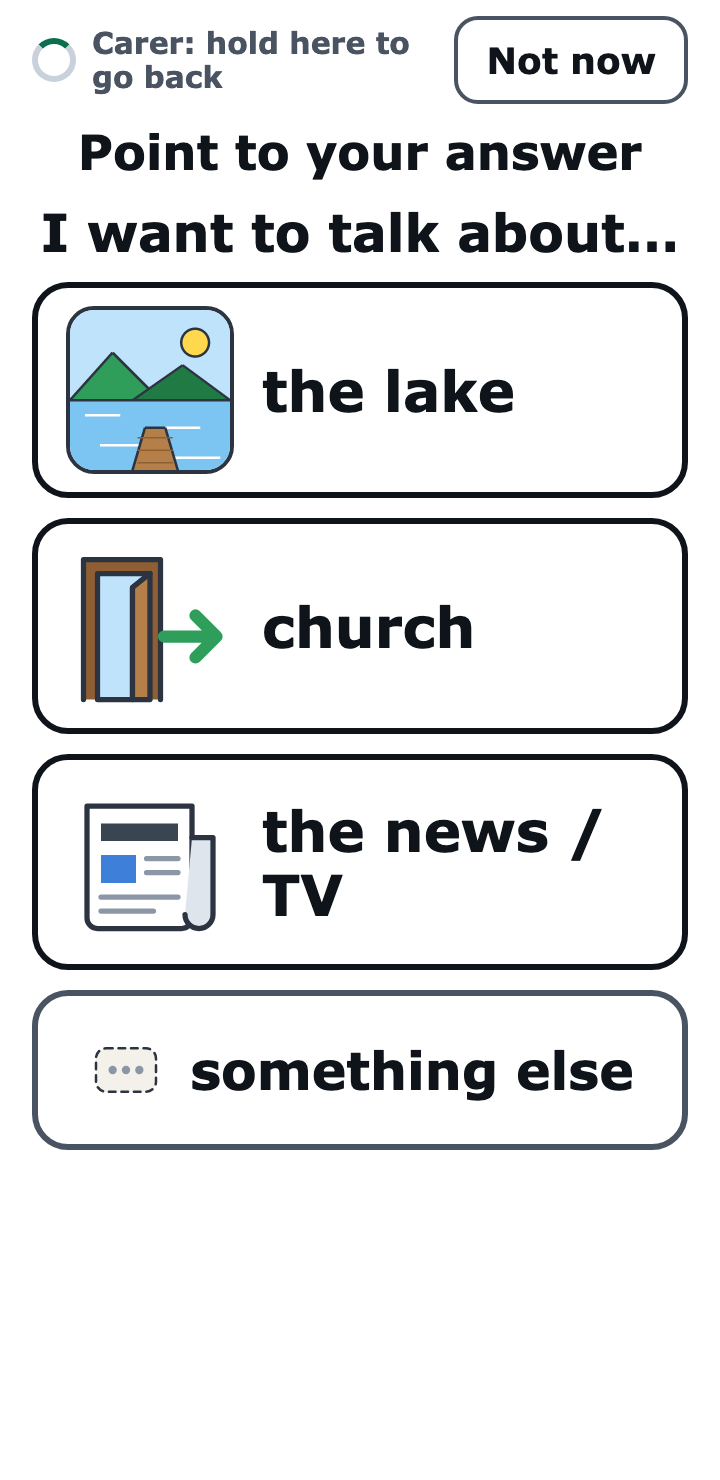 Carer: hold here to
go back
Not now
Point to your answer
I want to talk about...
the lake
church
the news /
TV
something else